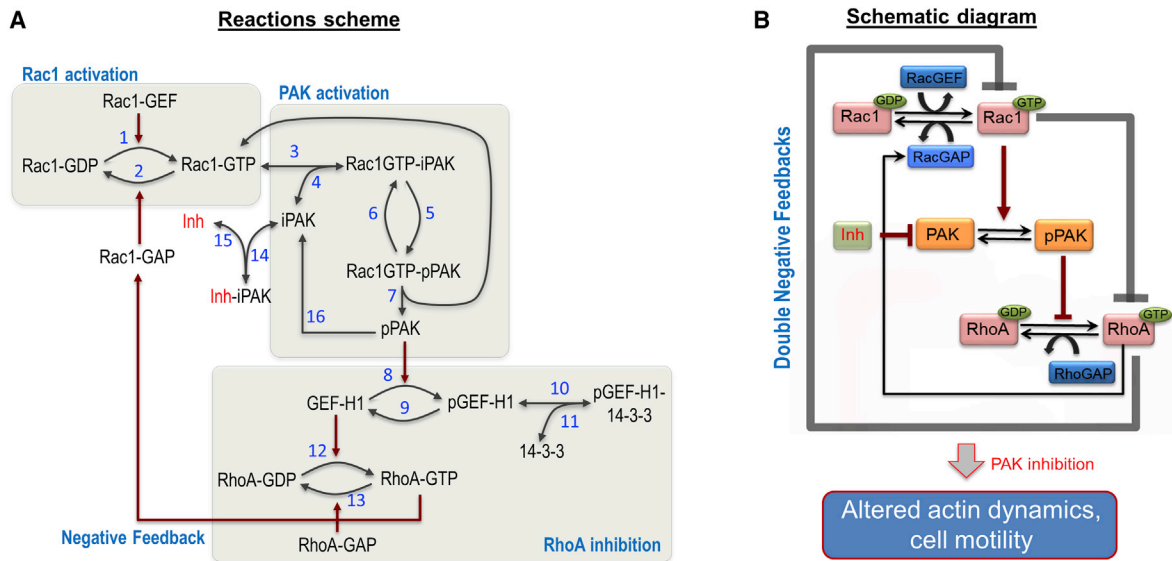 A
Reactions scheme
Rac1 activation
Rac1-GEF
PAK activation
1
Rac1-GDP
2
Rac1-GTP
3
4
Rac1GTP-iPAK
Inh
iPAK
6
5
15
14
Rac1-GAP
Inh-iPAK
Rac1GTP-pPAK
7
16
pPAK
8
GEF-H1
9
pGEF-H1
10
11
pGEF-H1-
14-3-3
14-3-3
12
RhoA-GDP
RhoA-GTP
13
Negative Feedback
RhoA-GAP
RhoA inhibition
B
Schematic diagram
Double Negative Feedbacks
RacGEF
GDP
Rac1
GTP
Rac1
RacGAP
Inh
PAK
pPAK
GDP
RhoA
GTP
RhoA
RhoGAP
PAK inhibition
Altered actin dynamics,
cell motility